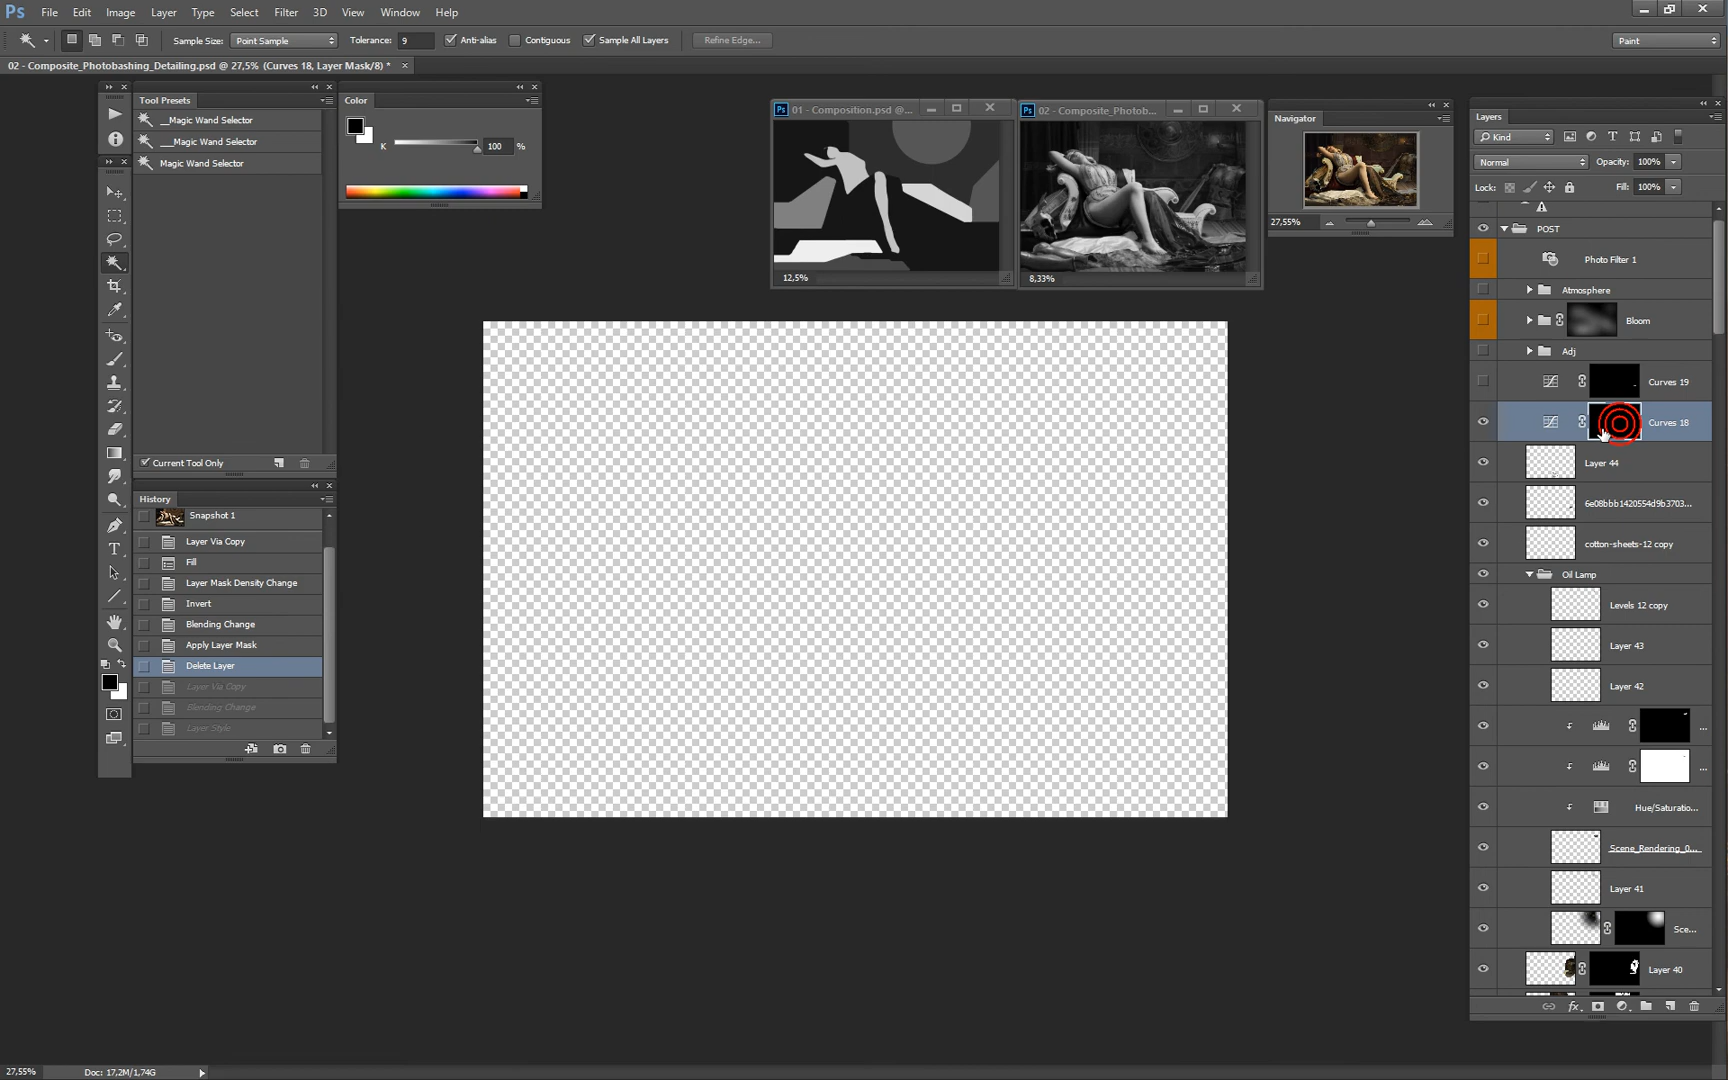 Ps File Edit Image Layer Type Select Filter 3D View Window Help
Sample Size: Point Sample Tolerance: 9 Anti-alias Contiguous Sample All Layers Refine Edge... Paint
02 - Composite_Photobashing_Detailing.psd @ 27,5% (Curves 18, Layer Mask/8) * ×
Tool Presets
__Magic Wand Selector
___Magic Wand Selector
Magic Wand Selector
Current Tool Only
Color
K 100 %
Ps 01 - Composition.psd @...
12,5%
Ps 02 - Composite_Photob...
8,33%
Navigator
27,55%
History
Snapshot 1
Layer Via Copy
Fill
Layer Mask Density Change
Invert
Blending Change
Apply Layer Mask
Delete Layer
Layer Via Copy
Blending Change
Layer Style
Layers
Kind
Normal Opacity: 100%
Lock: Fill: 100%
POST
Photo Filter 1
Atmosphere
Bloom
Adj
Curves 19
Curves 18
Layer 44
6e08bbb1420554d9b3703...
cotton-sheets-12 copy
Oil Lamp
Levels 12 copy
Layer 43
Layer 42
...
...
Hue/Saturatio...
Scene_Rendering_0...
Layer 41
Sce...
Layer 40
fx
27,55% Doc: 17,2M/1,74G